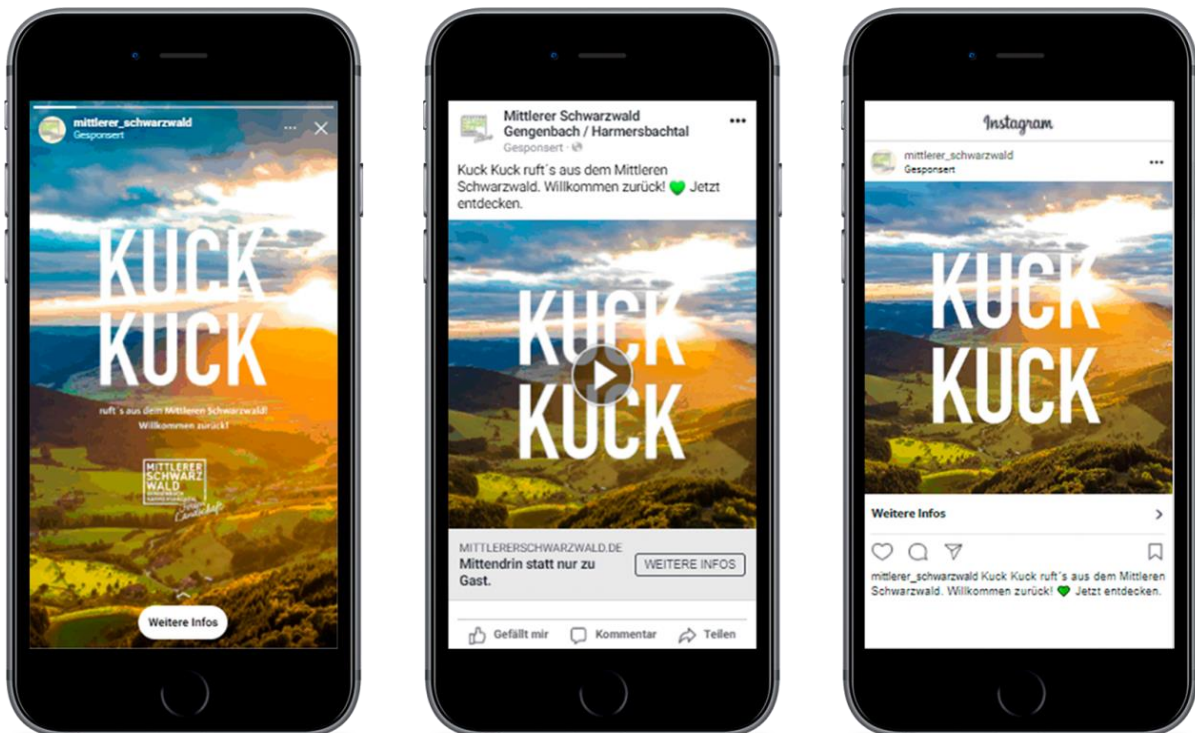 mittlerer_schwarzwald
Gesponsert
KUCK
KUCK
ruft´s aus dem Mittleren Schwarzwald!
Willkommen zurück!
MITTLERER
SCHWARZ
WALD
GENGENBACH
Landschaft
Weitere Infos
Mittlerer Schwarzwald
Gengenbach / Harmersbachtal
Gesponsert ·
Kuck Kuck ruft´s aus dem Mittleren
Schwarzwald. Willkommen zurück! 💚 Jetzt
entdecken.
KUCK
KUCK
MITTLERERSCHWARZWALD.DE
Mittendrin statt nur zu
Gast.
WEITERE INFOS
Gefällt mir
Kommentar
Teilen
Instagram
mittlerer_schwarzwald
Gesponsert
KUCK
KUCK
Weitere Infos
mittlerer_schwarzwald Kuck Kuck ruft´s aus dem Mittleren
Schwarzwald. Willkommen zurück! 💚 Jetzt entdecken.